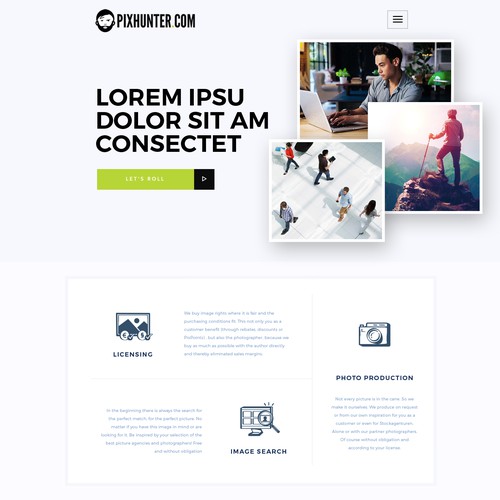 PIXHUNTER.COM
LOREM IPSU
DOLOR SIT AM
CONSECTET
LET'S ROLL
We buy image rights where it is fair and the
purchasing conditions fit. This not only you as a
customer benefit (through rebates, discounts or
PixPoints), but also the photographer, because we
buy as much as possible with the author directly
and thereby eliminated sales margins.
LICENSING
In the beginning there is always the search for
the perfect match, for the perfect picture. No
market if you have this image in mind or are
looking for it. Be inspired by your selection of the
best picture agencies and photographers! Free
and without obligation
IMAGE SEARCH
PHOTO PRODUCTION
Not every picture is in the cane. So we
make it ourselves. We produce on request
or from our own inspiration for you as a
customer or even for Stockagenturen.
Alone or with our partner photographers.
Of course without obligation and
according to your license.